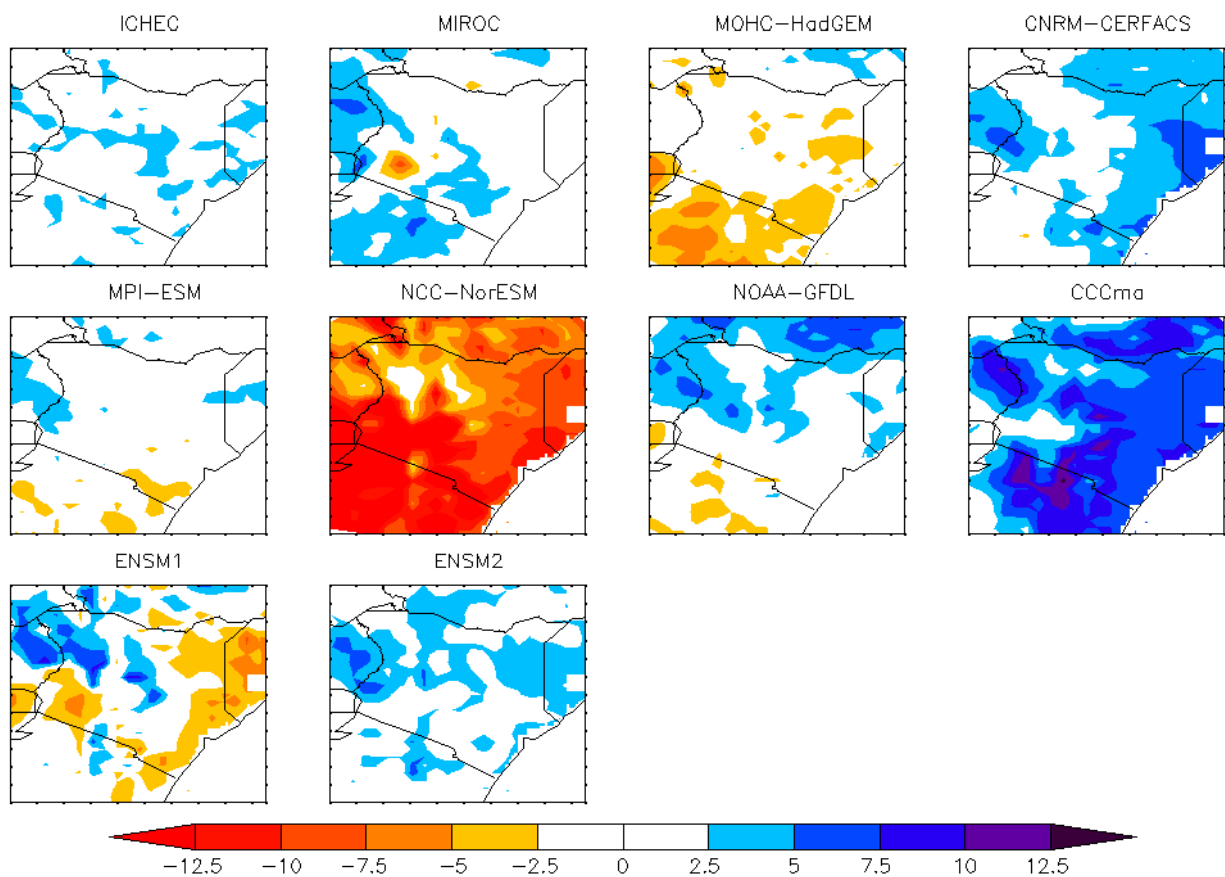 ICHEC MIROC MOHC-HadGEM CNRM-CERFACS
MPI-ESM NCC-NorESM NOAA-GFDL CCCma
ENSM1 ENSM2
-12.5 -10 -7.5 -5 -2.5 0 2.5 5 7.5 10 12.5